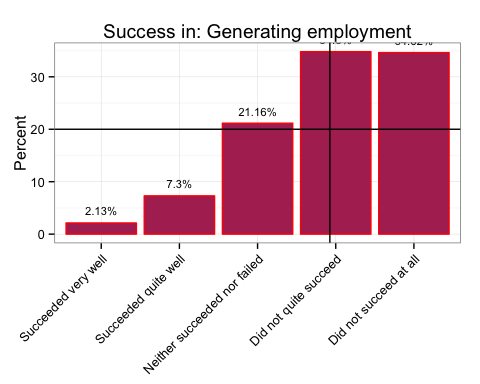 Success in: Generating employment
Percent
30
20
10
0
2.13%
7.3%
21.16%
Succeeded very well
Succeeded quite well
Neither succeeded nor failed
Did not quite succeed
Did not succeed at all